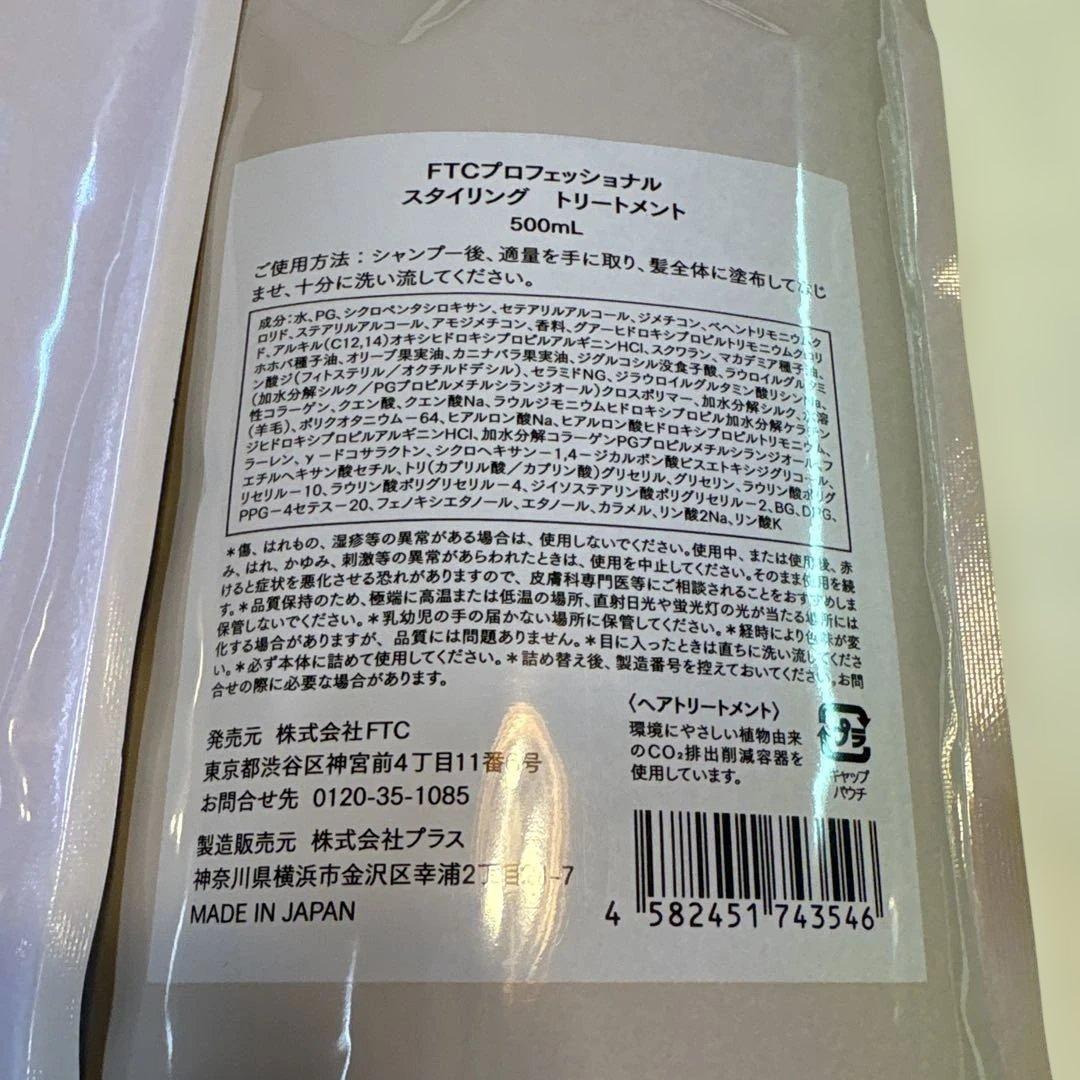 FTCプロフェッショナル
スタイリング　トリートメント
500mL
ご使用方法：シャンプー後、適量を手に取り、髪全体に塗布してなじ
ませ、十分に洗い流してください。
成分：水、PG、シクロペンタシロキサン、セテアリルアルコール、ジメチコン、ベヘントリモニウムク
ロリド、ステアリルアルコール、アモジメチコン、香料、グアーヒドロキシプロピルトリモニウムクロリ
ド、アルキル(C12,14)オキシヒドロキシプロピルアルギニンHCl、スクワラン、マカデミア種子油、
ホホバ種子油、オリーブ果実油、カニナバラ果実油、ジグルコシル没食子酸、ラウロイルグルタミ
ン酸ジ(フィトステリル／オクチルドデシル)、セラミドNG、ジラウロイルグルタミン酸リシンNa、
(加水分解シルク／PGプロピルメチルシランジオール)クロスポリマー、加水分解シルク、水溶
性コラーゲン、クエン酸、クエン酸Na、ラウルジモニウムヒドロキシプロピル加水分解ケラチン
(羊毛)、ポリクオタニウム－64、ヒアルロン酸Na、ヒアルロン酸ヒドロキシプロピルトリモニウム、
ジヒドロキシプロピルアルギニンHCl、加水分解コラーゲンPGプロピルメチルシランジオール、フ
ラーレン、γ－ドコサラクトン、シクロヘキサン－1,4－ジカルボン酸ビスエトキシジグリコール、
エチルヘキサン酸セチル、トリ(カプリル酸／カプリン酸)グリセリル、グリセリン、ラウリン酸ポリグ
リセリル－10、ラウリン酸ポリグリセリル－4、ジイソステアリン酸ポリグリセリル－2、BG、DPG、
PPG－4セテス－20、フェノキシエタノール、エタノール、カラメル、リン酸2Na、リン酸K
＊傷、はれもの、湿疹等の異常がある場合は、使用しないでください。使用中、または使用後、赤
み、はれ、かゆみ、刺激等の異常があらわれたときは、使用を中止してください。そのまま使用を続
けると症状を悪化させる恐れがありますので、皮膚科専門医等にご相談されることをおすすめしま
す。＊品質保持のため、極端に高温または低温の場所、直射日光や蛍光灯の光が当たる場所には
保管しないでください。＊乳幼児の手の届かない場所に保管してください。＊経時により色味が変
化する場合がありますが、品質には問題ありません。＊目に入ったときは直ちに洗い流してくださ
い。＊必ず本体に詰めて使用してください。＊詰め替え後、製造番号を控えておいてください。お問
合せの際に必要な場合があります。
発売元 株式会社FTC
東京都渋谷区神宮前4丁目11番6号
お問合せ先 0120-35-1085
製造販売元 株式会社プラス
神奈川県横浜市金沢区幸浦2丁目 -7
MADE IN JAPAN
〈ヘアトリートメント〉
環境にやさしい植物由来
のCO₂排出削減容器を
使用しています。
プラ
キャップ
パウチ
4 582451 743546